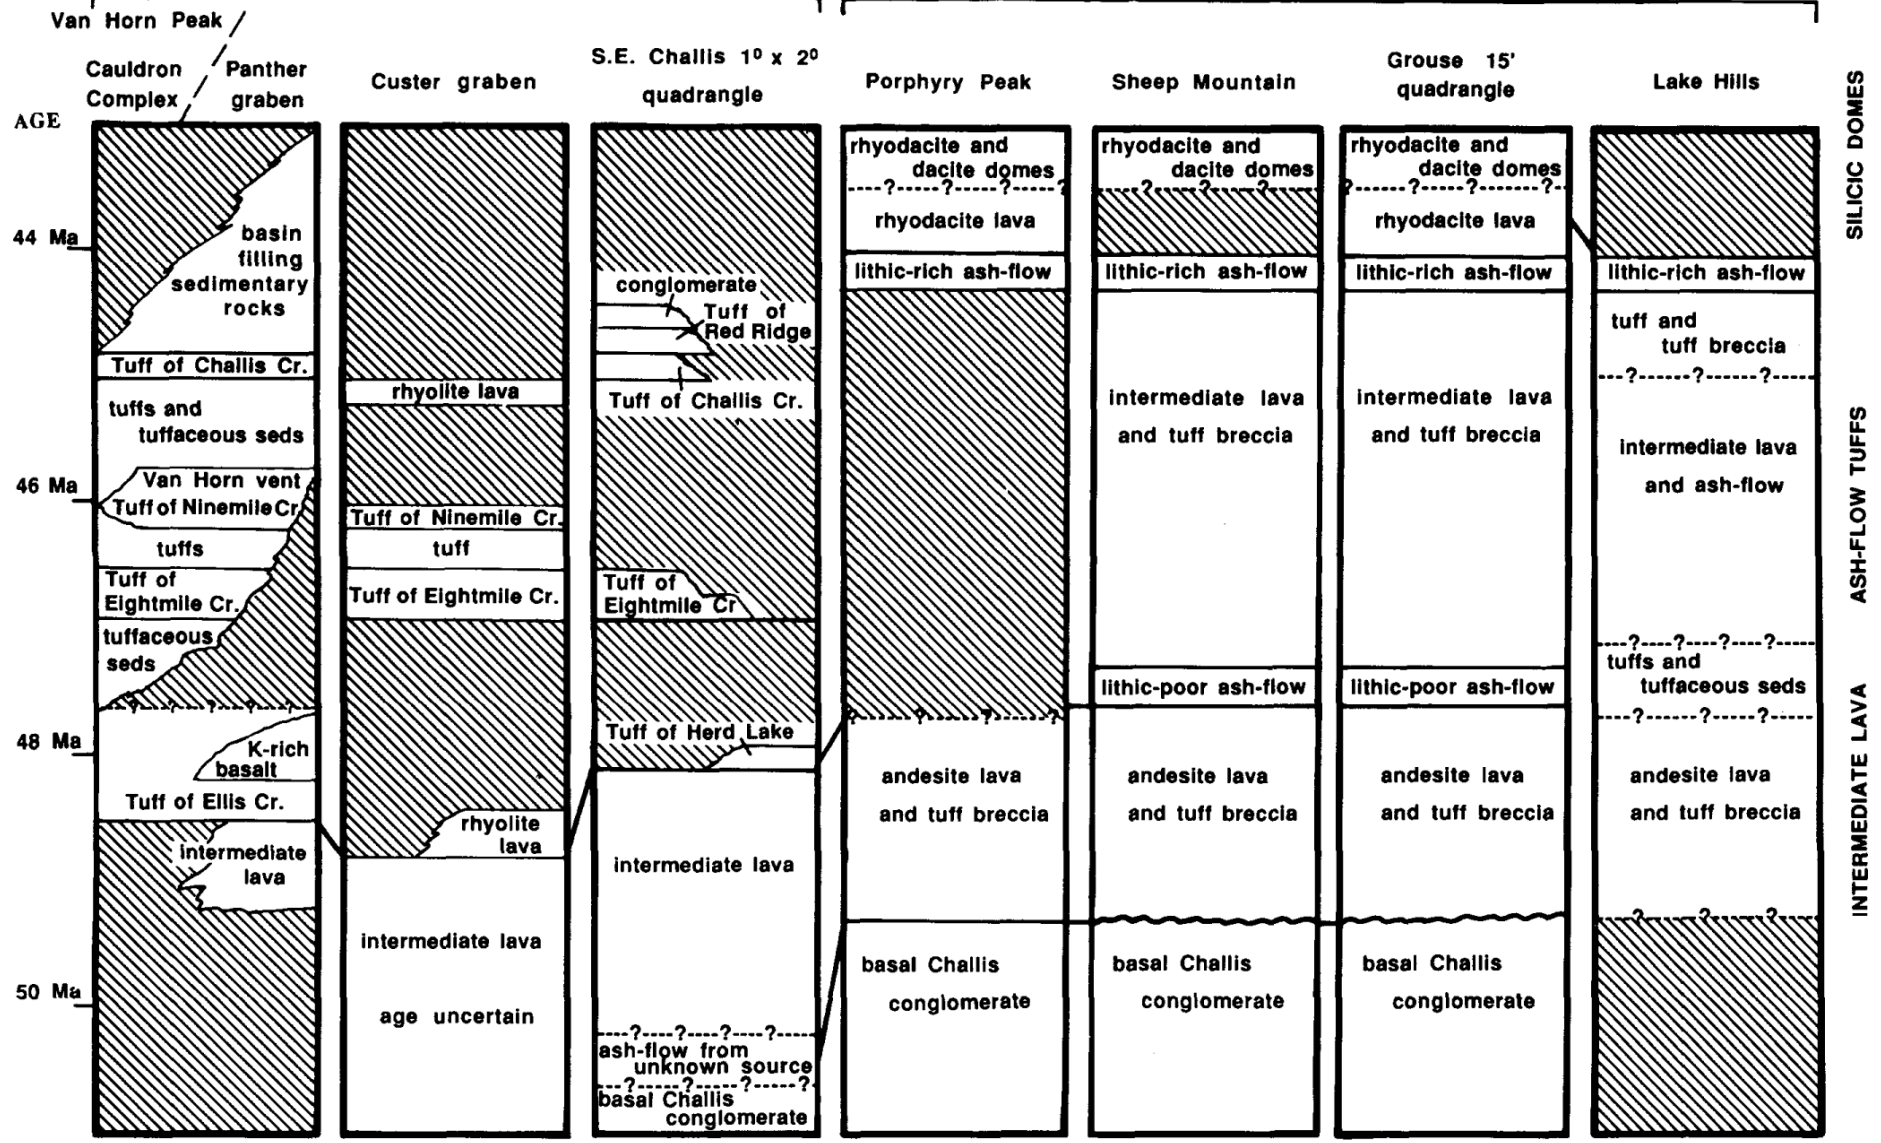 Van Horn Peak
Cauldron
Complex
Panther
graben
Custer graben
S.E. Challis 1º x 2º
quadrangle
Porphyry Peak
Sheep Mountain
Grouse 15'
quadrangle
Lake Hills
AGE
44 Ma
46 Ma
48 Ma
50 Ma
basin
filling
sedimentary
rocks
Tuff of Challis Cr.
tuffs and
tuffaceous seds
Van Horn vent
Tuff of Ninemile Cr.
tuffs
Tuff of
Eightmile Cr.
tuffaceous
seds
? ? ? ? ?
K-rich
basalt
Tuff of Ellis Cr.
intermediate
lava
rhyolite lava
Tuff of Ninemile Cr.
tuff
Tuff of Eightmile Cr.
rhyolite
lava
intermediate lava
age uncertain
conglomerate
Tuff of
Red Ridge
Tuff of Challis Cr.
Tuff of
Eightmile Cr
Tuff of Herd Lake
intermediate lava
----?----?----?----?----
ash-flow from
unknown source
----?-----?-----?-----?
basal Challis
conglomerate
rhyodacite and
dacite domes
----?-----?-----?-----?
rhyodacite lava
lithic-rich ash-flow
? ? ? ?
andesite lava
and tuff breccia
basal Challis
conglomerate
rhyodacite and
dacite domes
? ? ?
lithic-rich ash-flow
intermediate lava
and tuff breccia
lithic-poor ash-flow
andesite lava
and tuff breccia
basal Challis
conglomerate
rhyodacite and
dacite domes
?-----?-----?-----?--
rhyodacite lava
lithic-rich ash-flow
intermediate lava
and tuff breccia
lithic-poor ash-flow
andesite lava
and tuff breccia
basal Challis
conglomerate
lithic-rich ash-flow
tuff and
tuff breccia
---?------?------?-----
intermediate lava
and ash-flow
---?----?----?----?----
tuffs and
tuffaceous seds
----?------?------?----
andesite lava
and tuff breccia
? ? ?
SILICIC DOMES
ASH-FLOW TUFFS
INTERMEDIATE LAVA